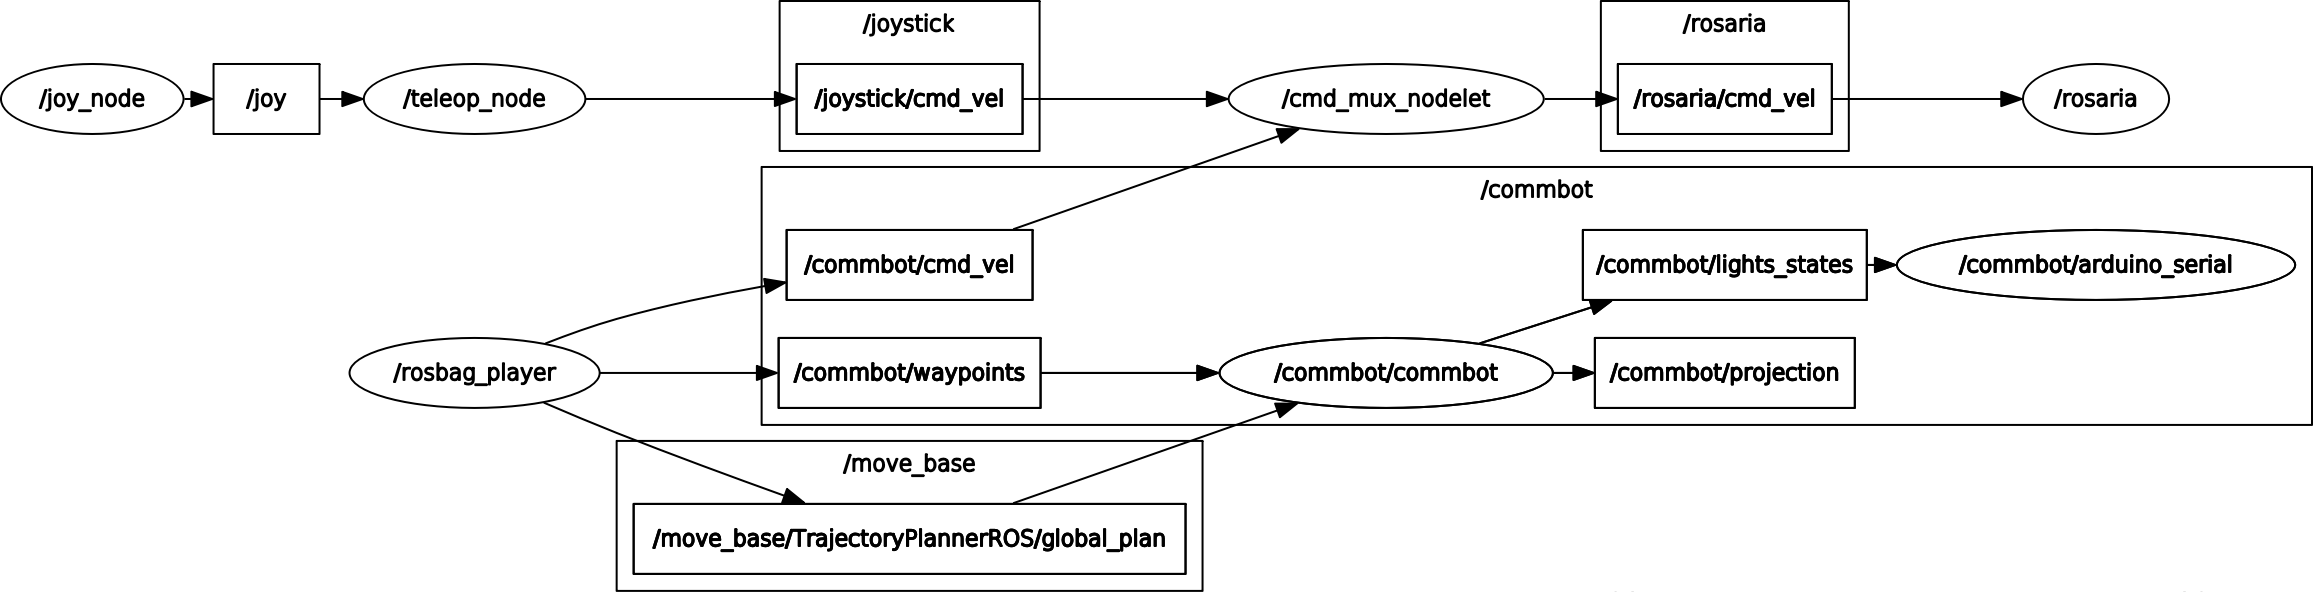 /joystick
/rosaria
/joy_node
/joy
/teleop_node
/joystick/cmd_vel
/cmd_mux_nodelet
/rosaria/cmd_vel
/rosaria
/commbot
/commbot/cmd_vel
/commbot/lights_states
/commbot/arduino_serial
/rosbag_player
/commbot/waypoints
/commbot/commbot
/commbot/projection
/move_base
/move_base/TrajectoryPlannerROS/global_plan